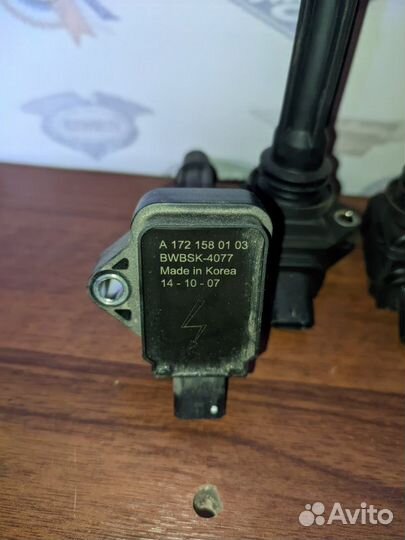 A 172 158 01 03
BWBSK-4077
Made in Korea
14 - 10 - 07
Avito